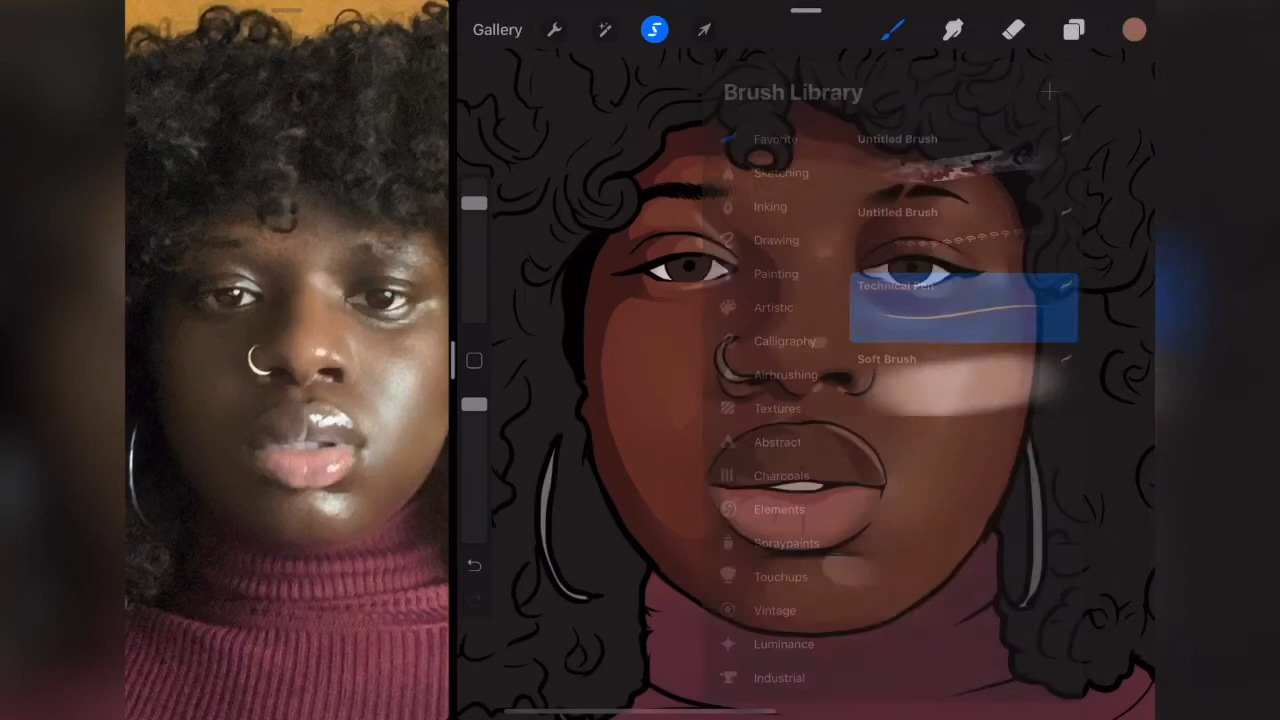 Gallery
Brush Library
Favorite
Sketching
Inking
Drawing
Painting
Artistic
Calligraphy
Airbrushing
Textures
Abstract
Charcoals
Elements
Spraypaints
Touchups
Vintage
Luminance
Industrial
Untitled Brush
Untitled Brush
Technical Pen
Soft Brush